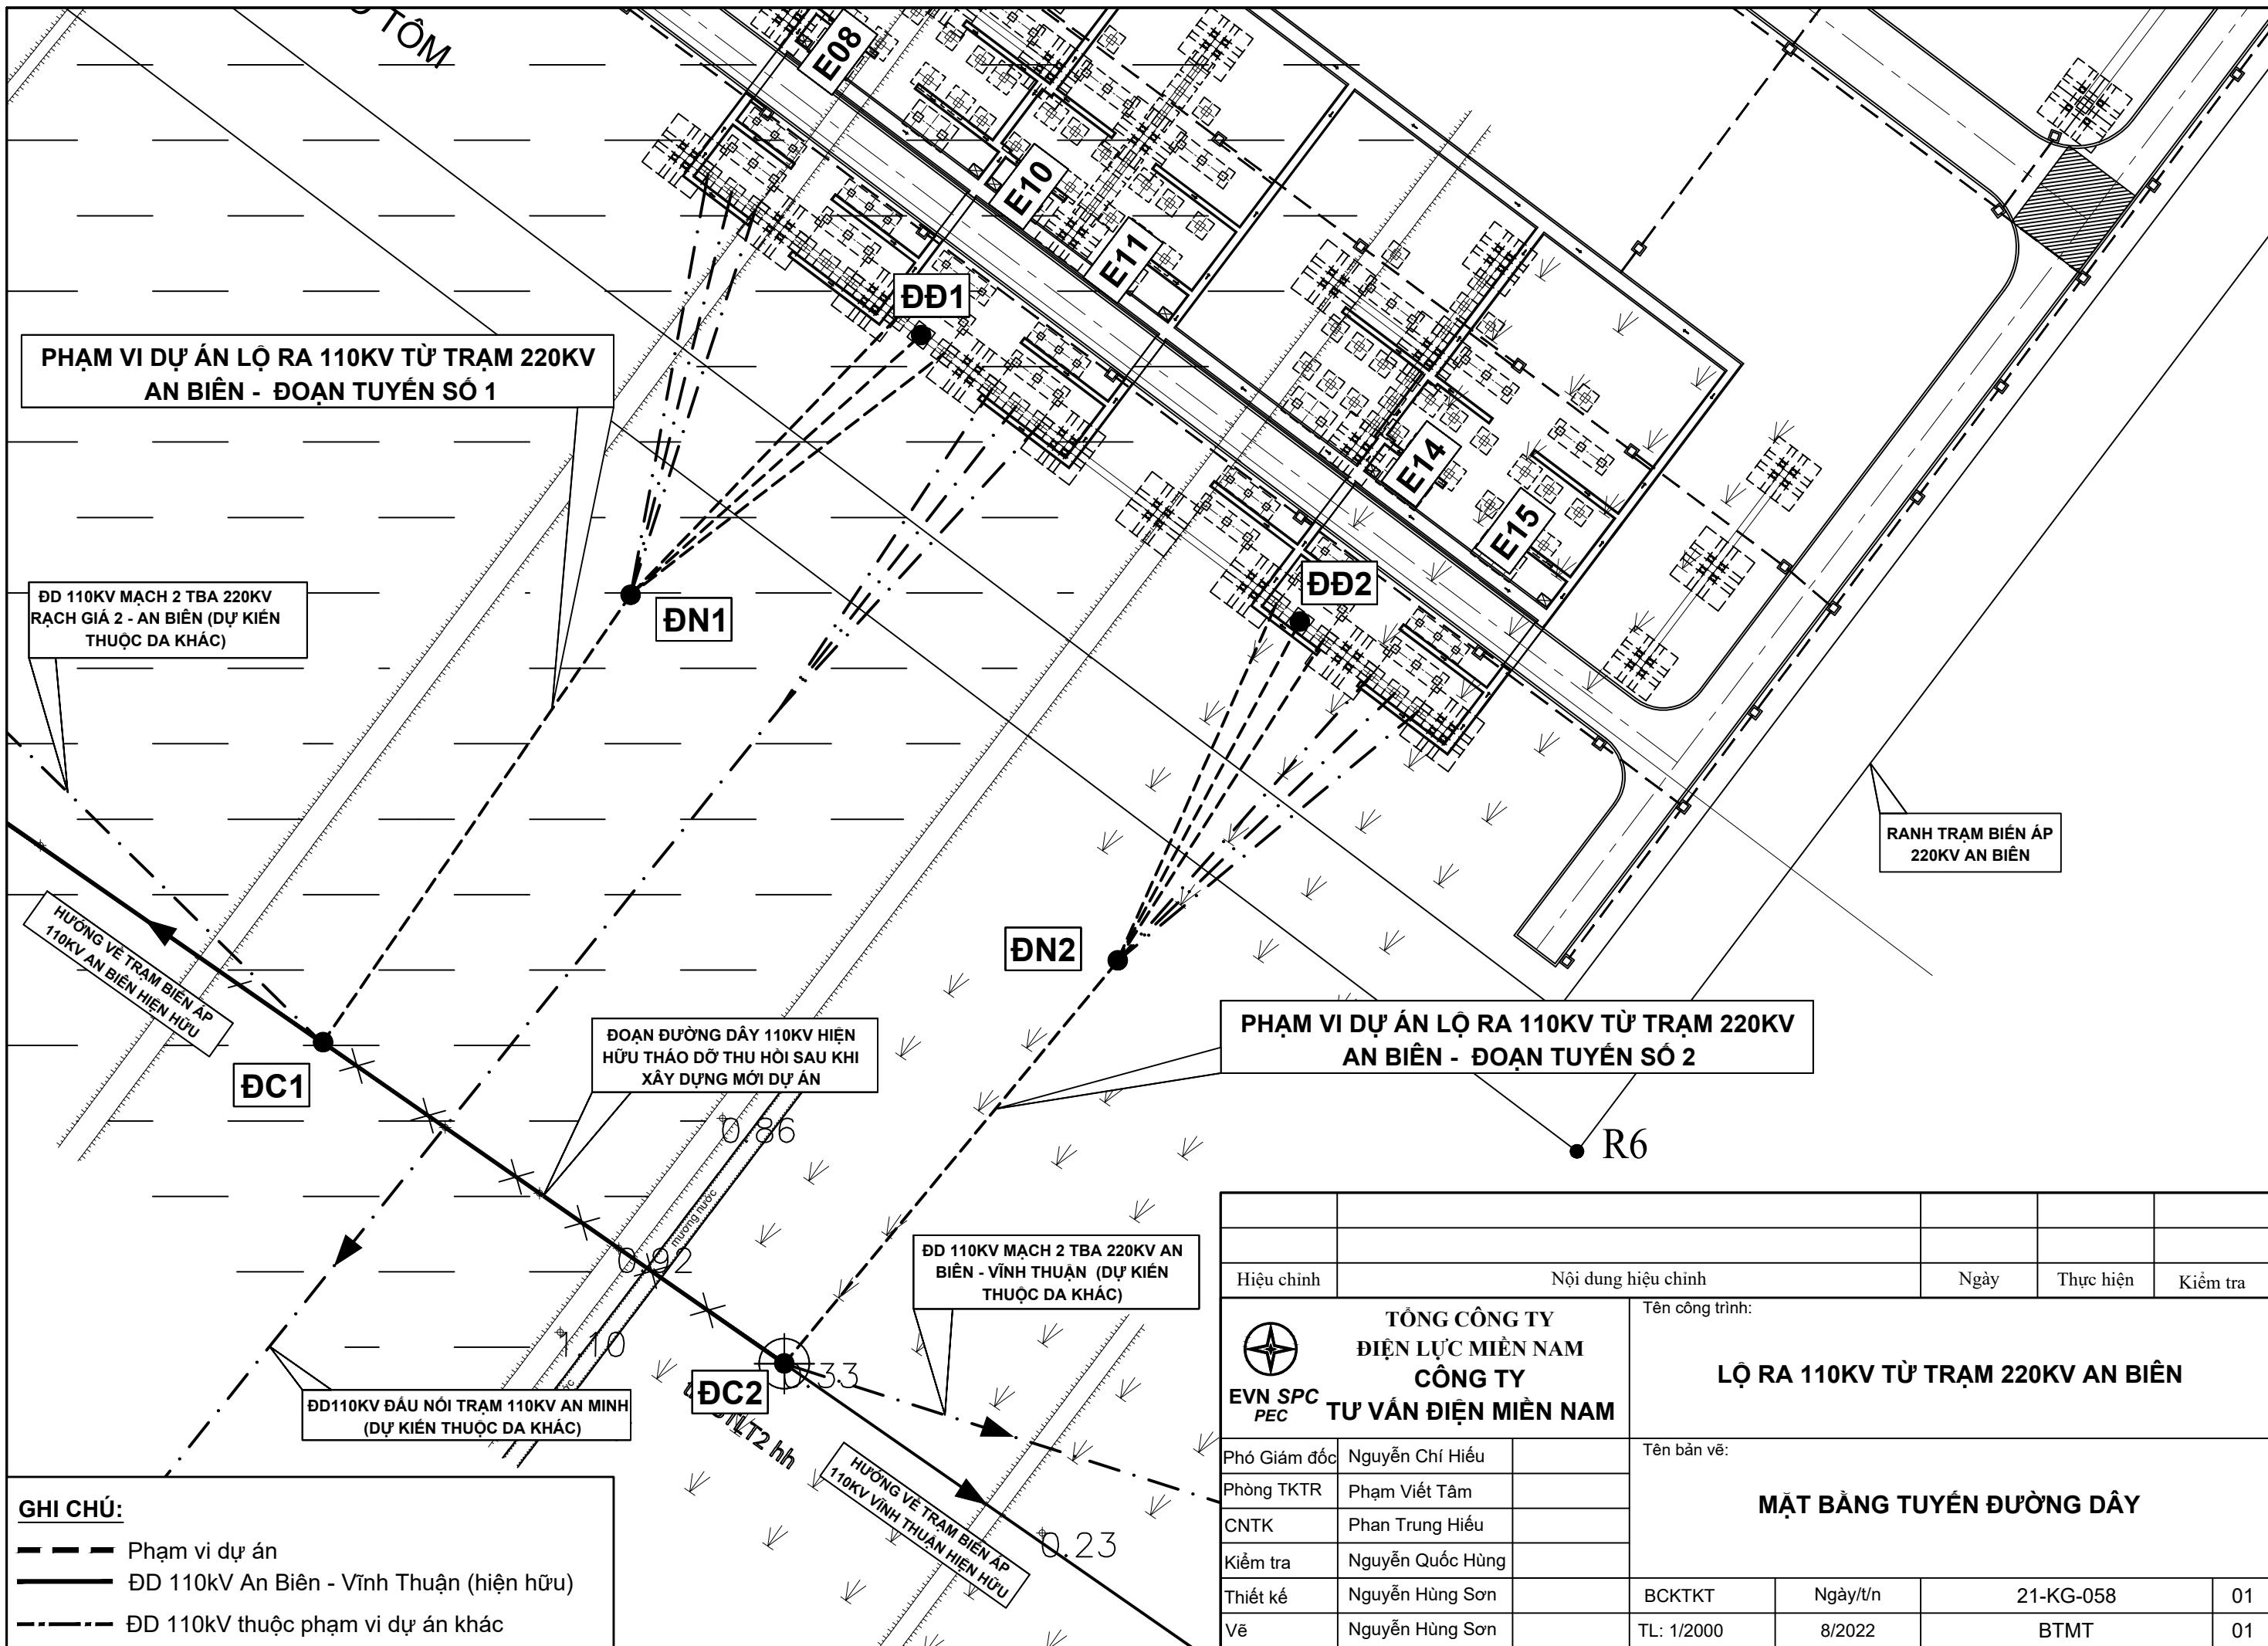 TÔM
E08
E10
E11
E14
E15
ĐĐ1
PHẠM VI DỰ ÁN LỘ RA 110KV TỪ TRẠM 220KV
AN BIÊN - ĐOẠN TUYẾN SỐ 1
ĐD 110KV MẠCH 2 TBA 220KV
RẠCH GIÁ 2 - AN BIÊN (DỰ KIẾN
THUỘC DA KHÁC)
ĐN1
ĐĐ2
RANH TRẠM BIẾN ÁP
220KV AN BIÊN
HƯỚNG VỀ TRẠM BIẾN ÁP
110KV AN BIÊN HIỆN HỮU
ĐN2
ĐC1
ĐOẠN ĐƯỜNG DÂY 110KV HIỆN
HỮU THÁO DỠ THU HỒI SAU KHI
XÂY DỰNG MỚI DỰ ÁN
PHẠM VI DỰ ÁN LỘ RA 110KV TỪ TRẠM 220KV
AN BIÊN - ĐOẠN TUYẾN SỐ 2
0.86
R6
mương nước
0.92
ĐD 110KV MẠCH 2 TBA 220KV AN
BIÊN - VĨNH THUẬN (DỰ KIẾN
THUỘC DA KHÁC)
1.10
.33
ĐC2
T2 hh
ĐD110KV ĐẤU NỐI TRẠM 110KV AN MINH
(DỰ KIẾN THUỘC DA KHÁC)
HƯỚNG VỀ TRẠM BIẾN ÁP
110KV VĨNH THUẬN HIỆN HỮU
0.23
GHI CHÚ:
Phạm vi dự án
ĐD 110kV An Biên - Vĩnh Thuận (hiện hữu)
ĐD 110kV thuộc phạm vi dự án khác
Hiệu chỉnh Nội dung hiệu chỉnh Ngày Thực hiện Kiểm tra
EVN SPC
PEC
TỔNG CÔNG TY
ĐIỆN LỰC MIỀN NAM
CÔNG TY
TƯ VẤN ĐIỆN MIỀN NAM
Tên công trình:
LỘ RA 110KV TỪ TRẠM 220KV AN BIÊN
Phó Giám đốc Nguyễn Chí Hiếu
Phòng TKTR Phạm Viết Tâm
CNTK Phan Trung Hiếu
Kiểm tra Nguyễn Quốc Hùng
Tên bản vẽ:
MẶT BẰNG TUYẾN ĐƯỜNG DÂY
Thiết kế Nguyễn Hùng Sơn BCKTKT Ngày/t/n 21-KG-058 01
Vẽ Nguyễn Hùng Sơn TL: 1/2000 8/2022 BTMT 01